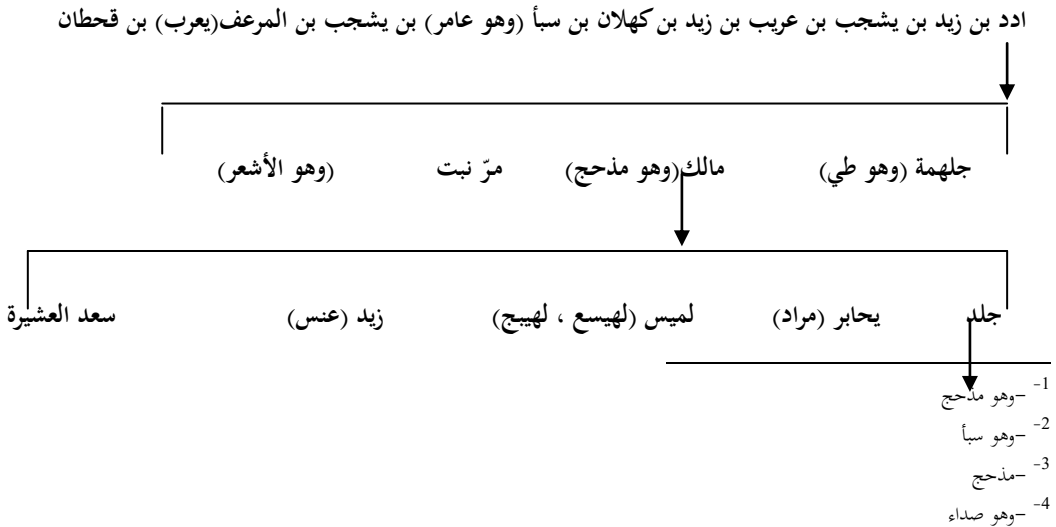 ادد بن زيد بن يشجب بن عريب بن زيد بن كهلان بن سبأ (وهو عامر) بن يشجب بن المرعف(يعرب) بن قحطان
جلهمة (وهو طي) مالك(وهو مذحج) مرّ نبت (وهو الأشعر)
جلد يحابر (مراد) لميس (لهيسع ، لهيبج) زيد (عنس) سعد العشيرة
1- –وهو مذحج
2- –وهو سبأ
3- –مذحج
4- –وهو صداء